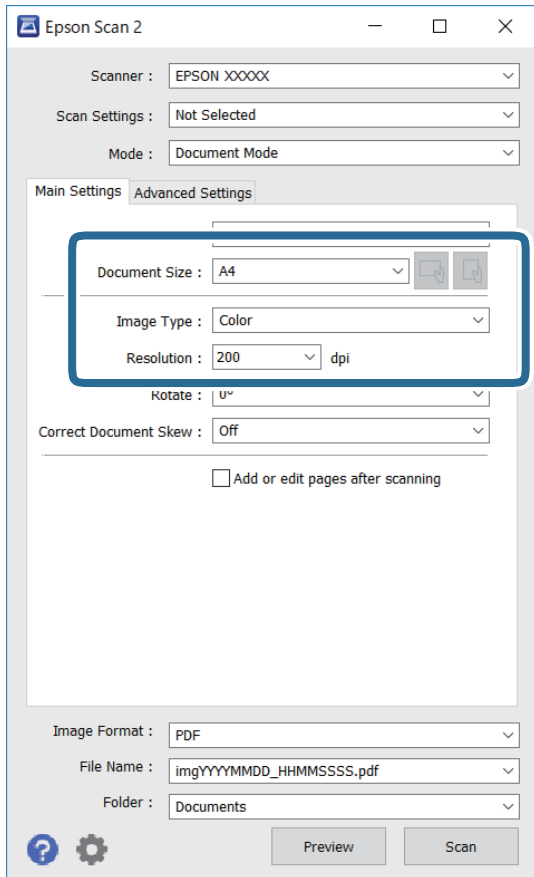 Epson Scan 2
Scanner : EPSON XXXXX
Scan Settings : Not Selected
Mode : Document Mode
Main Settings Advanced Settings
Document Size : A4
Image Type : Color
Resolution : 200 dpi
Rotate : 0°
Correct Document Skew : Off
Add or edit pages after scanning
Image Format : PDF
File Name : imgYYYYMMDD_HHMMSSSS.pdf
Folder : Documents
? Preview Scan